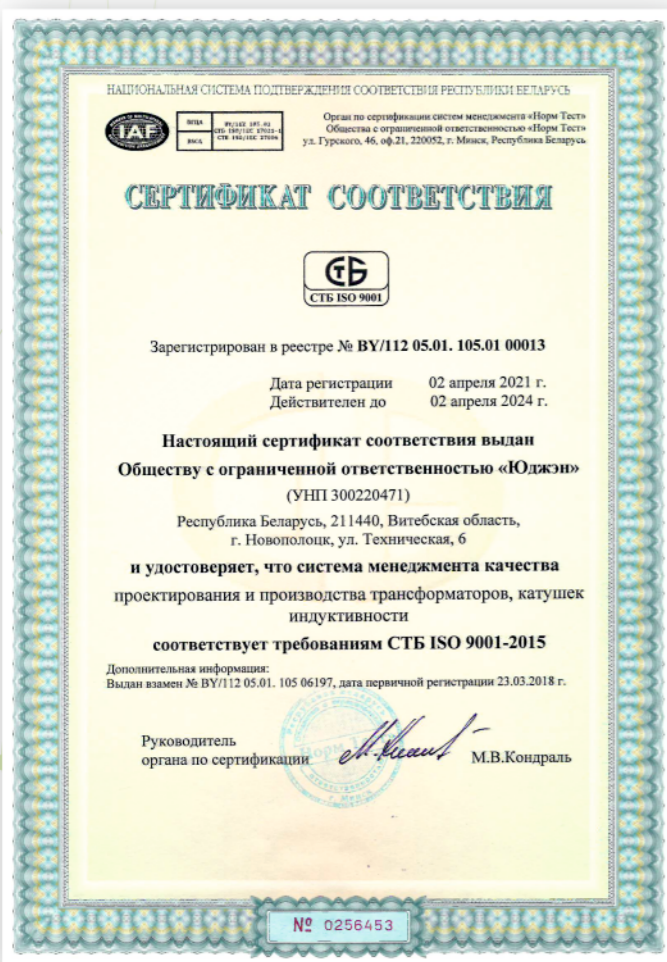 НАЦИОНАЛЬНАЯ СИСТЕМА ПОДТВЕРЖДЕНИЯ СООТВЕТСТВИЯ РЕСПУБЛИКИ БЕЛАРУСЬ
IAF
БГЦА
Орган по сертификации систем менеджмента «Норм Тест»
Общества с ограниченной ответственностью «Норм Тест»
ул. Гурского, 46, оф.21, 220052, г. Минск, Республика Беларусь
СЕРТИФИКАТ СООТВЕТСТВИЯ
СТБ
СТБ ISO 9001
Зарегистрирован в реестре № BY/112 05.01. 105.01 00013
Дата регистрации 02 апреля 2021 г.
Действителен до 02 апреля 2024 г.
Настоящий сертификат соответствия выдан
Обществу с ограниченной ответственностью «Юджэн»
(УНП 300220471)
Республика Беларусь, 211440, Витебская область,
г. Новополоцк, ул. Техническая, 6
и удостоверяет, что система менеджмента качества
проектирования и производства трансформаторов, катушек
индуктивности
соответствует требованиям СТБ ISO 9001-2015
Дополнительная информация:
Выдан взамен № BY/112 05.01. 105 06197, дата первичной регистрации 23.03.2018 г.
Руководитель
органа по сертификации М.В.Кондраль
№ 0256453